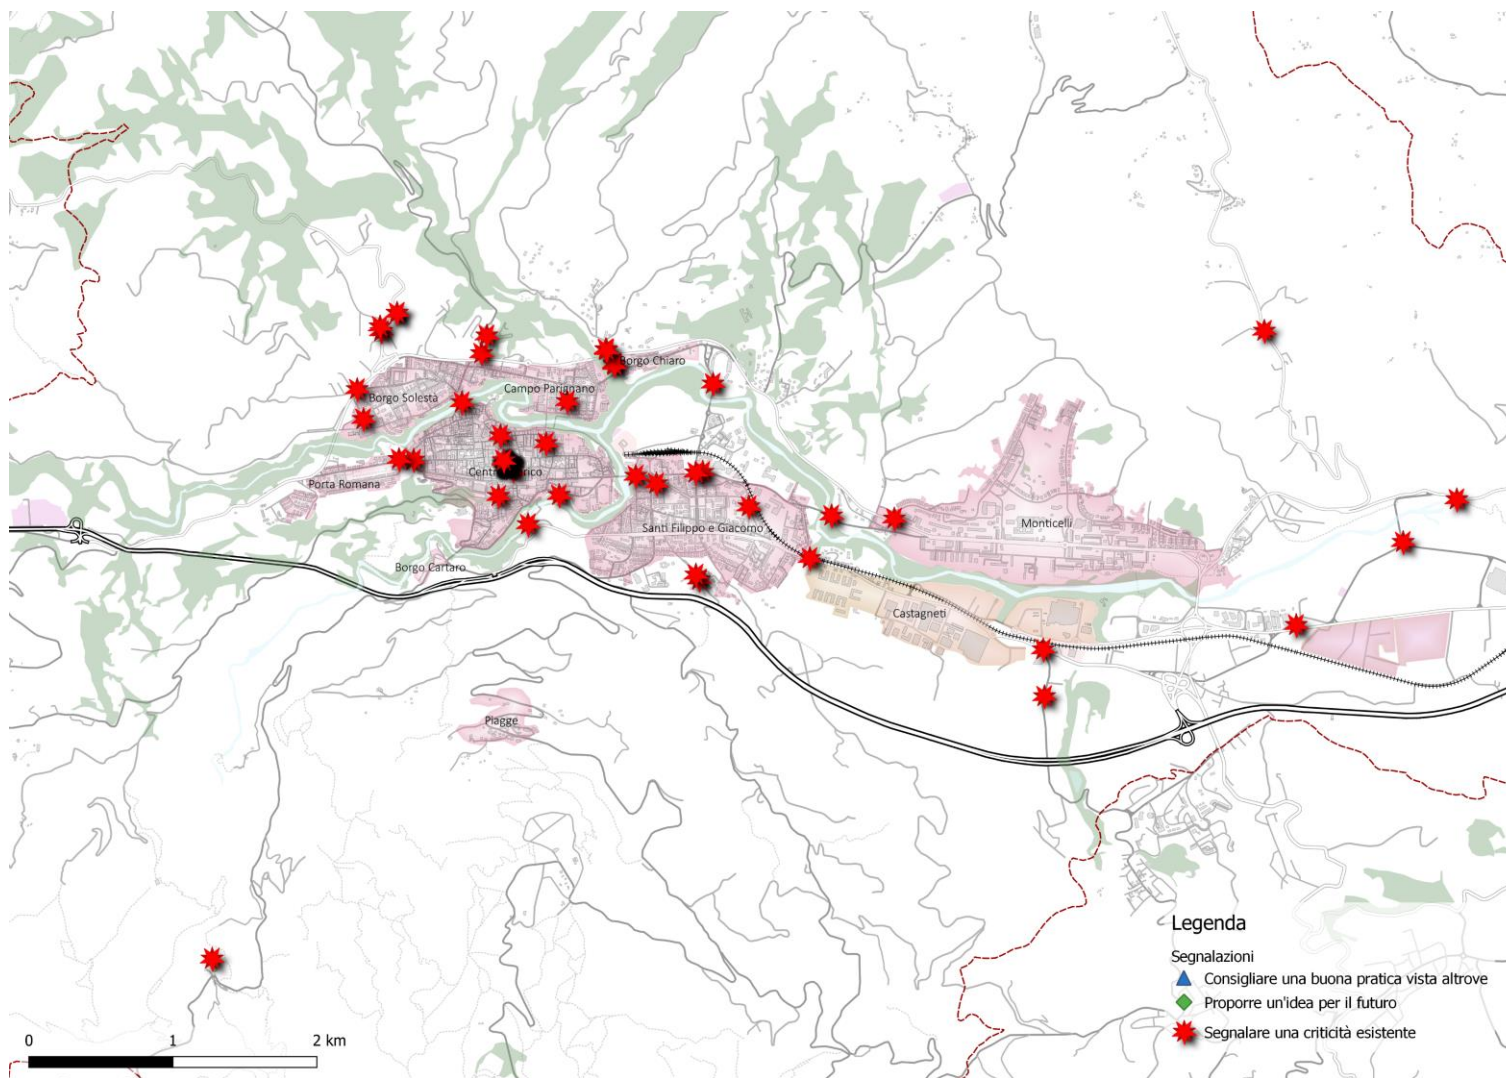 Borgo Chiaro
Campo Parignano
Borgo Solestà
Porta Romana
Santi Filippo e Giacomo
Monticelli
Borgo Cartaro
Castagneti
Piagge
Legenda
Segnalazioni
Consigliare una buona pratica vista altrove
Proporre un'idea per il futuro
Segnalare una criticità esistente
0 1 2 km